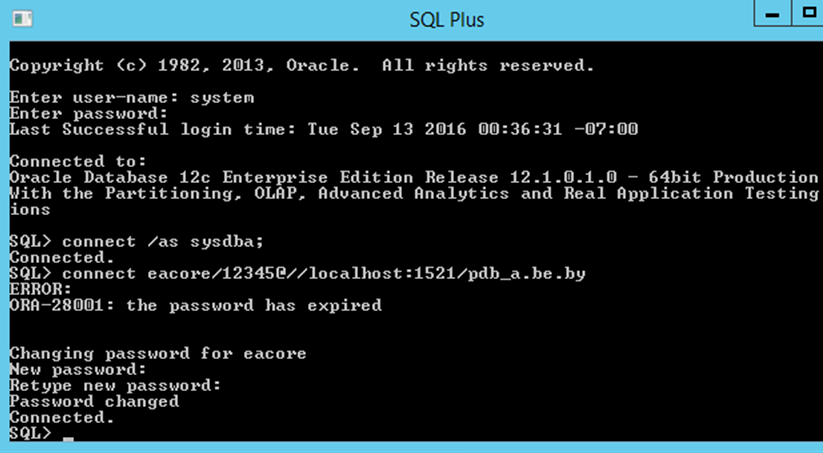 SQL Plus
Copyright (c) 1982, 2013, Oracle.  All rights reserved.
Enter user-name: system
Enter password:
Last Successful login time: Tue Sep 13 2016 00:36:31 -07:00
Connected to:
Oracle Database 12c Enterprise Edition Release 12.1.0.1.0 - 64bit Production
With the Partitioning, OLAP, Advanced Analytics and Real Application Testing
ions
SQL> connect /as sysdba;
Connected.
SQL> connect eacore/12345@//localhost:1521/pdb_a.be.by
ERROR:
ORA-28001: the password has expired
Changing password for eacore
New password:
Retype new password:
Password changed
Connected.
SQL> _